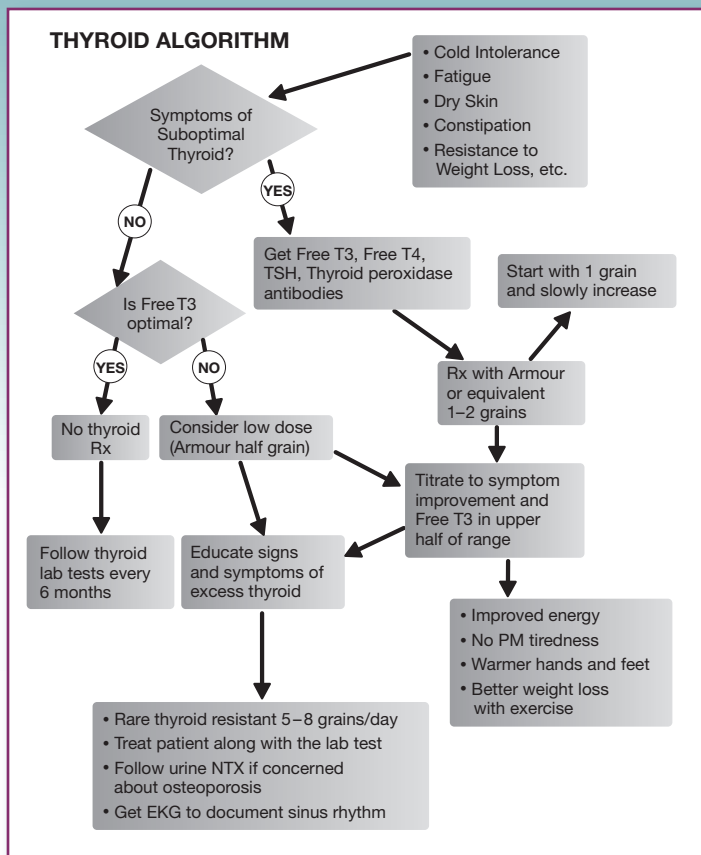 THYROID ALGORITHM
• Cold Intolerance
• Fatigue
• Dry Skin
• Constipation
• Resistance to
Weight Loss, etc.
Symptoms of
Suboptimal
Thyroid?
YES
NO
Get Free T3, Free T4,
TSH, Thyroid peroxidase
antibodies
Start with 1 grain
and slowly increase
Is Free T3
optimal?
YES
NO
Rx with Armour
or equivalent
1–2 grains
No thyroid
Rx
Consider low dose
(Armour half grain)
Titrate to symptom
improvement and
Free T3 in upper
half of range
Follow thyroid
lab tests every
6 months
Educate signs
and symptoms of
excess thyroid
• Improved energy
• No PM tiredness
• Warmer hands and feet
• Better weight loss
with exercise
• Rare thyroid resistant 5–8 grains/day
• Treat patient along with the lab test
• Follow urine NTX if concerned
about osteoporosis
• Get EKG to document sinus rhythm